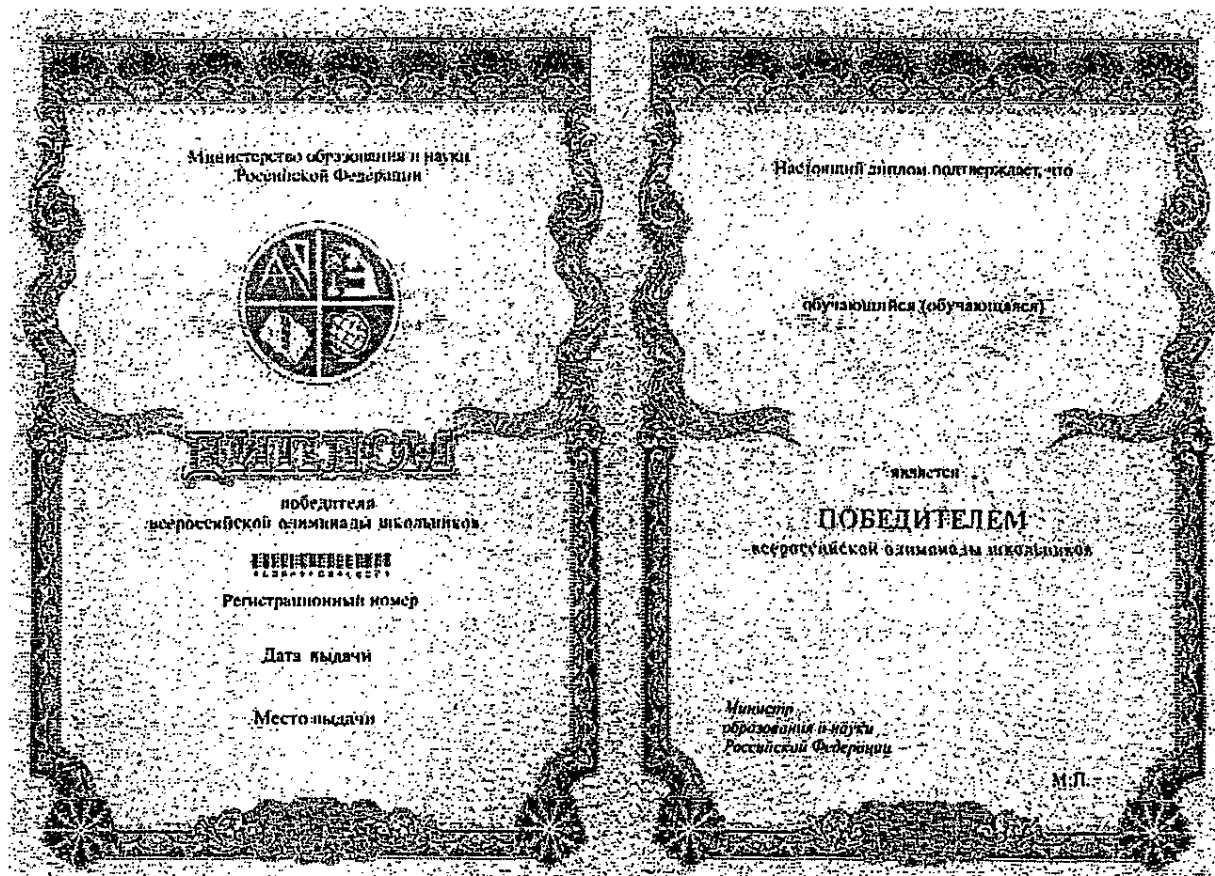 Министерство образования и науки
Российской Федерации
ДИПЛОМ
победителя
всероссийской олимпиады школьников
Регистрационный номер
Дата выдачи
Место выдачи
Настоящий диплом подтверждает, что
обучающийся (обучающаяся)
является
ПОБЕДИТЕЛЕМ
всероссийской олимпиады школьников
Министр
образования и науки
Российской Федерации
М.П.